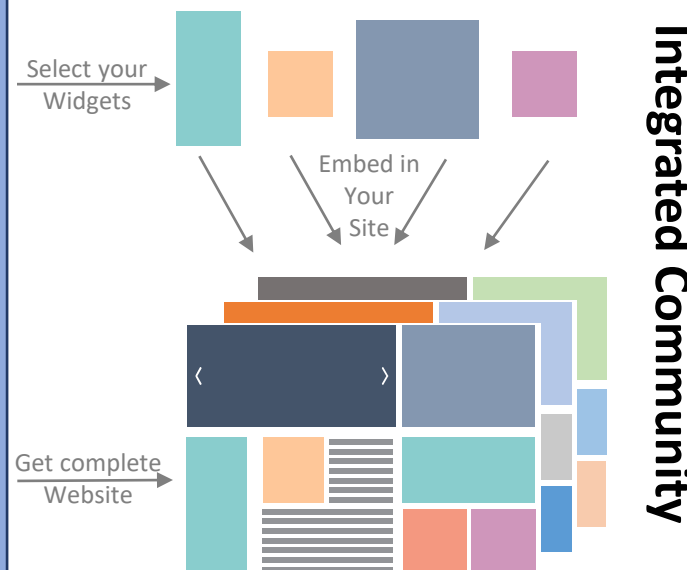 Select your
Widgets
Embed in
Your
Site
Get complete
Website
Integrated Community